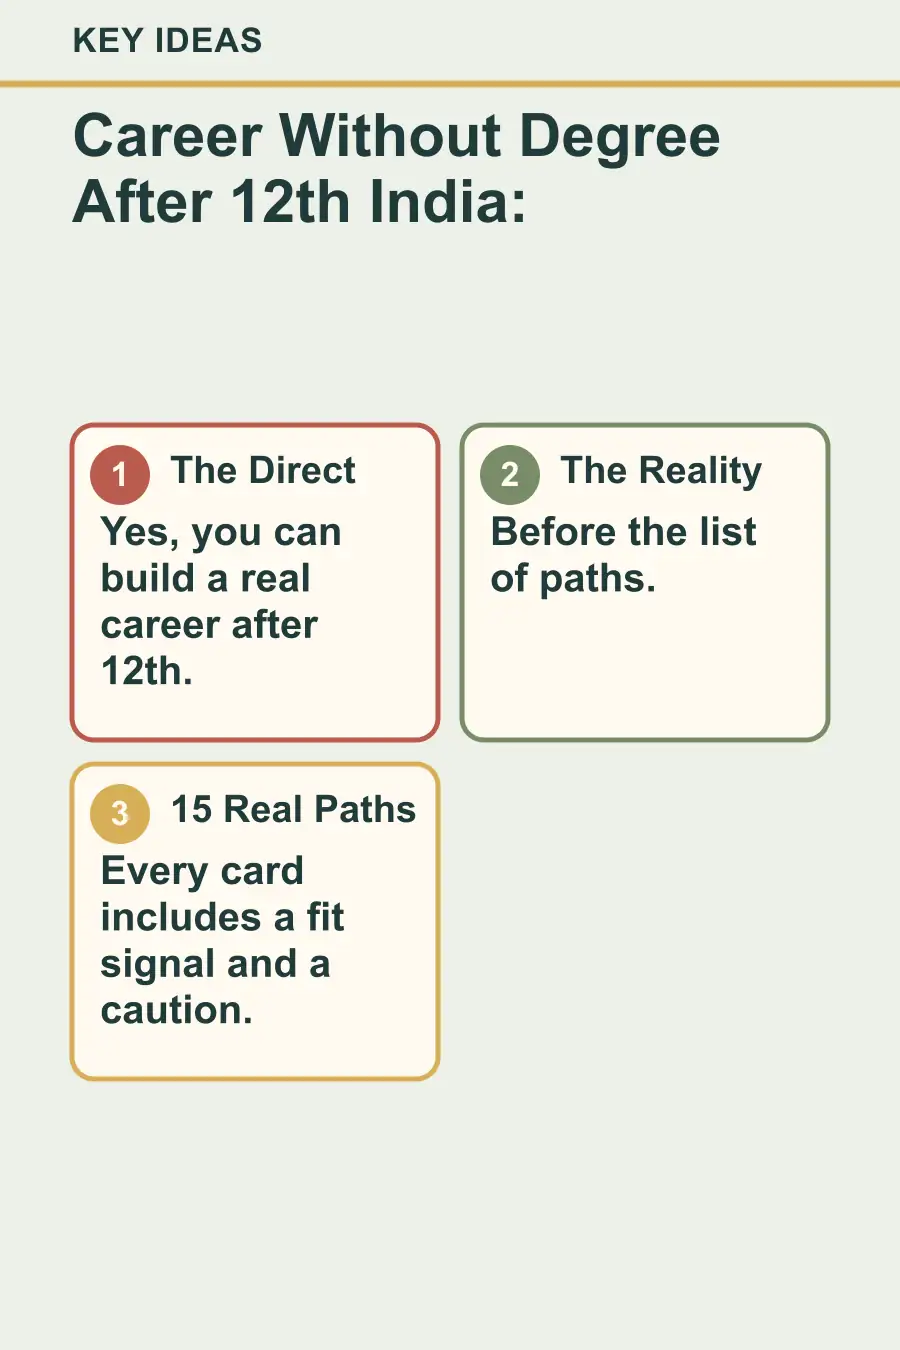 KEY IDEAS
Career Without Degree
After 12th India:
1 The Direct
Yes, you can
build a real
career after
12th.
2 The Reality
Before the list
of paths.
3 15 Real Paths
Every card
includes a fit
signal and a
caution.